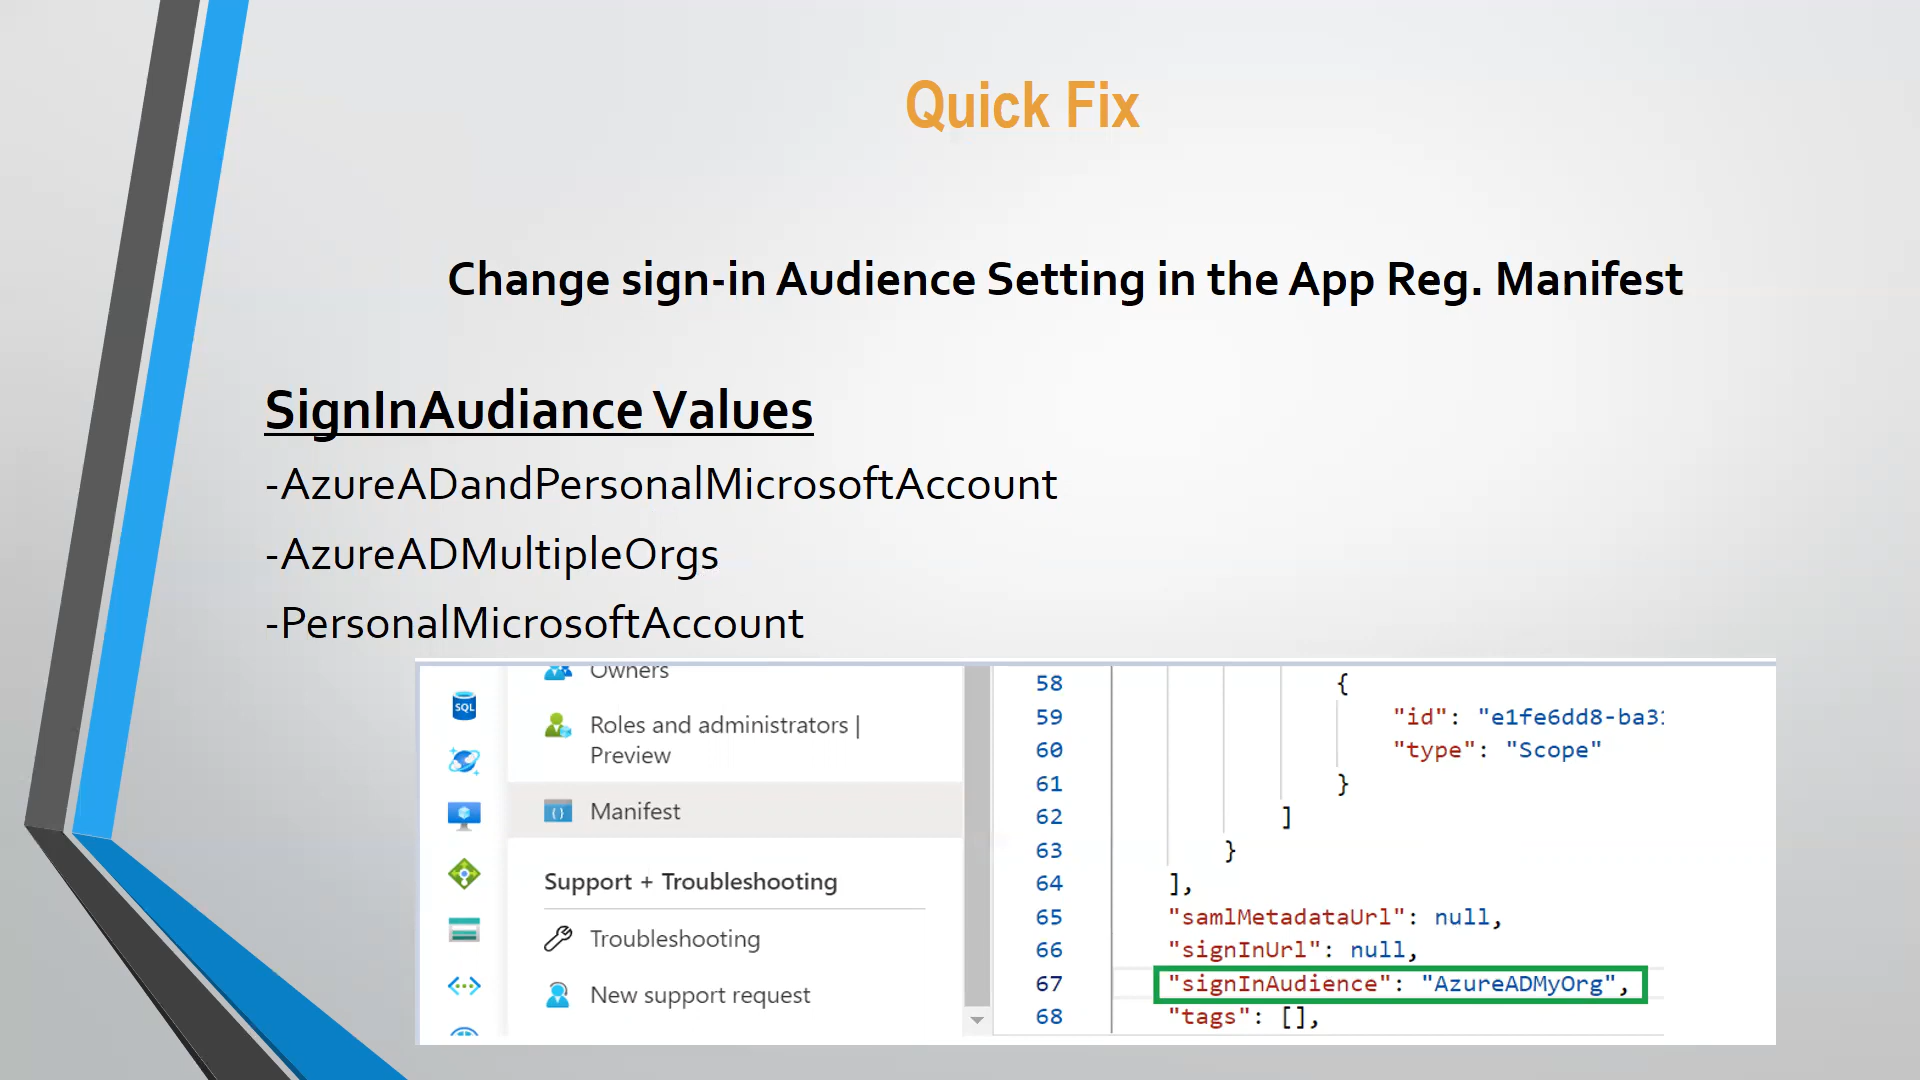 Quick Fix
Change sign-in Audience Setting in the App Reg. Manifest
SignInAudiance Values
-AzureADandPersonalMicrosoftAccount
-AzureADMultipleOrgs
-PersonalMicrosoftAccount
Owners
SQL
Roles and administrators |
Preview
Manifest
Support + Troubleshooting
Troubleshooting
New support request
58 {
59 "id": "e1fe6dd8-ba31
60 "type": "Scope"
61 }
62 ]
63 }
64 ],
65 "samlMetadataUrl": null,
66 "signInUrl": null,
67 "signInAudience": "AzureADMyOrg",
68 "tags": [],